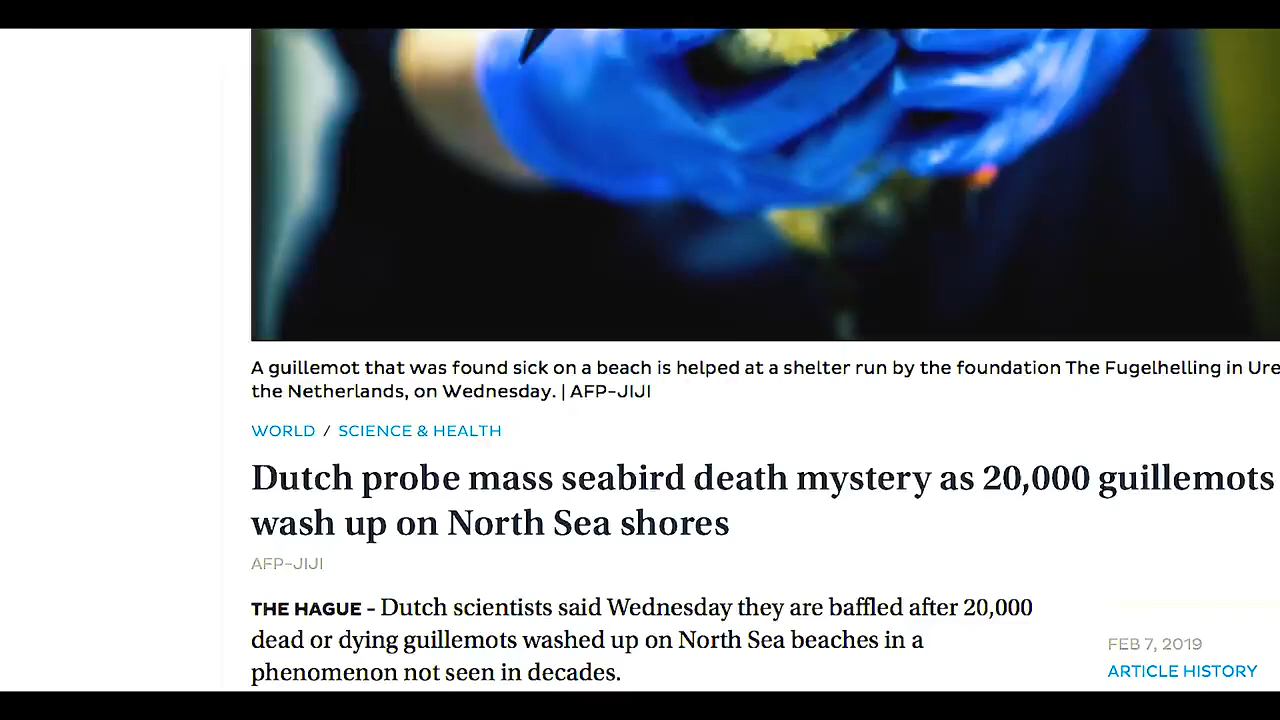 A guillemot that was found sick on a beach is helped at a shelter run by the foundation The Fugelhelling in Ure
the Netherlands, on Wednesday. | AFP-JIJI
WORLD / SCIENCE & HEALTH
Dutch probe mass seabird death mystery as 20,000 guillemots
wash up on North Sea shores
AFP-JIJI
THE HAGUE - Dutch scientists said Wednesday they are baffled after 20,000
dead or dying guillemots washed up on North Sea beaches in a
phenomenon not seen in decades.
FEB 7, 2019
ARTICLE HISTORY